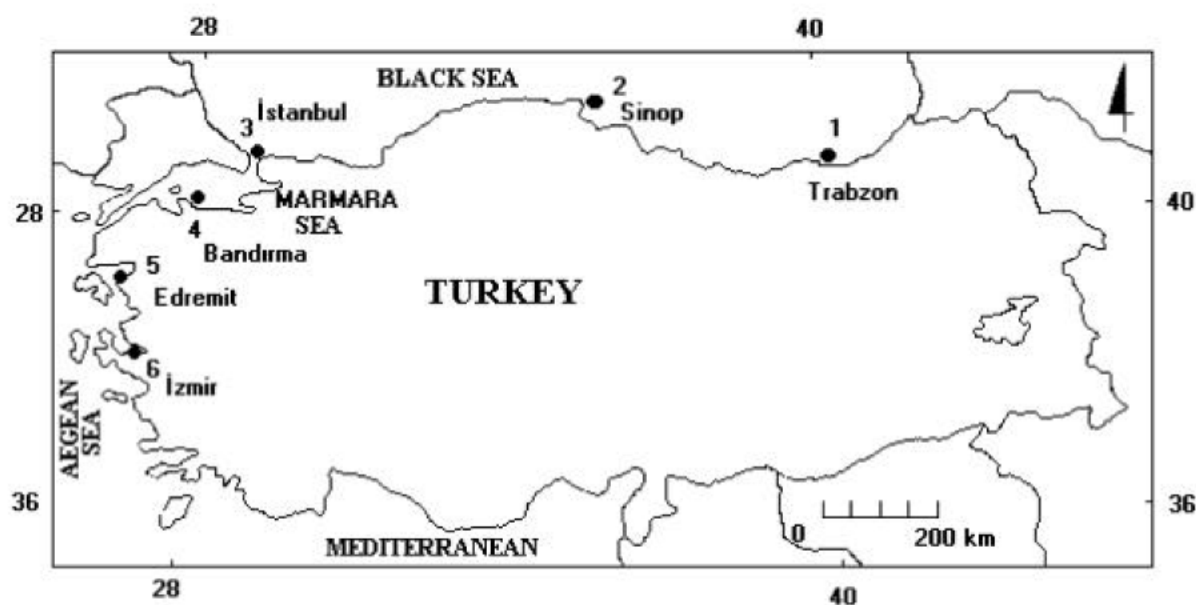 28 40
BLACK SEA
2
Sinop
İstanbul
3
1
Trabzon
MARMARA
SEA
28
40
4
Bandırma
5
Edremit
TURKEY
6
İzmir
AEGEAN
SEA
36
36
0 200 km
MEDITERRANEAN
28 40